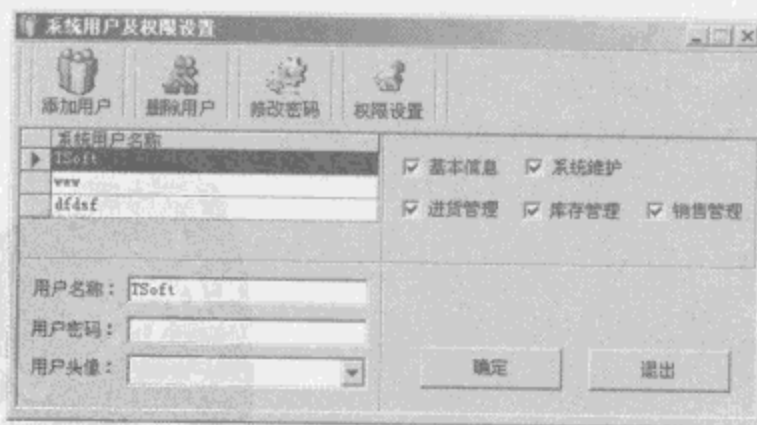 系统用户及权限设置
添加用户 删除用户 修改密码 权限设置
系统用户名称
TSoft
www
dfdsf
基本信息 系统维护
进货管理 库存管理 销售管理
用户名称： TSoft
用户密码：
用户头像：
确定 退出